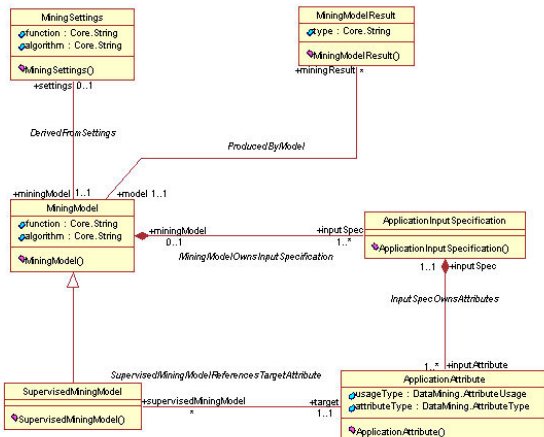 MiningSettings
function : Core.String
algorithm : Core.String
MiningSettings()
+settings 0..1
MiningModelResult
type : Core.String
MiningModelResult()
+miningResult *
DerivedFromSettings
ProducedByModel
+miningModel 1..1
+model 1..1
MiningModel
function : Core.String
algorithm : Core.String
MiningModel()
+miningModel
0..1
+inputSpec
1..*
MiningModelOwnsInputSpecification
ApplicationInputSpecification
ApplicationInputSpecification()
1..1 +inputSpec
InputSpecOwnsAttributes
1..* +inputAttribute
SupervisedMiningModelReferencesTargetAttribute
SupervisedMiningModel
SupervisedMiningModel()
+supervisedMiningModel
*
+target
1..1
ApplicationAttribute
usageType : DataMining.AttributeUsage
attributeType : DataMining.AttributeType
ApplicationAttribute()